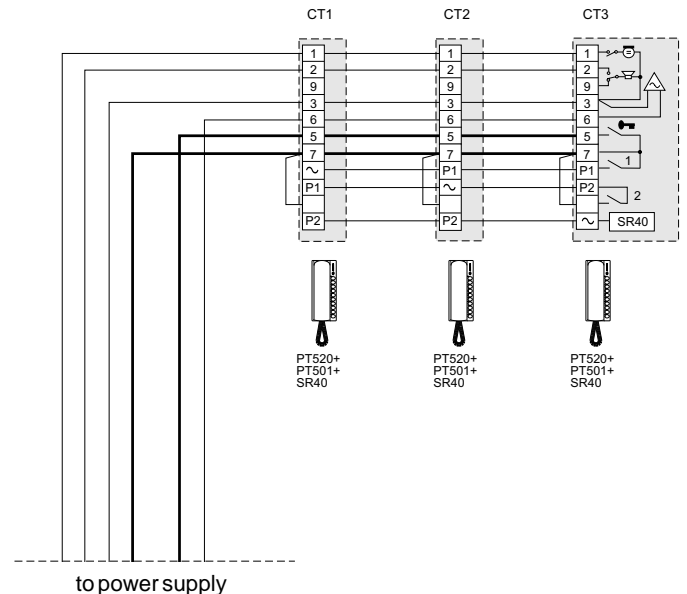 CT1 CT2 CT3
1 1 1
2 2 2
9 9 9
3 3 3
6 6 6
5 5 5
7 7 7
~ P1 P1 1
P1 ~ P2
2
P2 P2 ~ SR40
PT520+ PT520+ PT520+
PT501+ PT501+ PT501+
SR40 SR40 SR40
to power supply